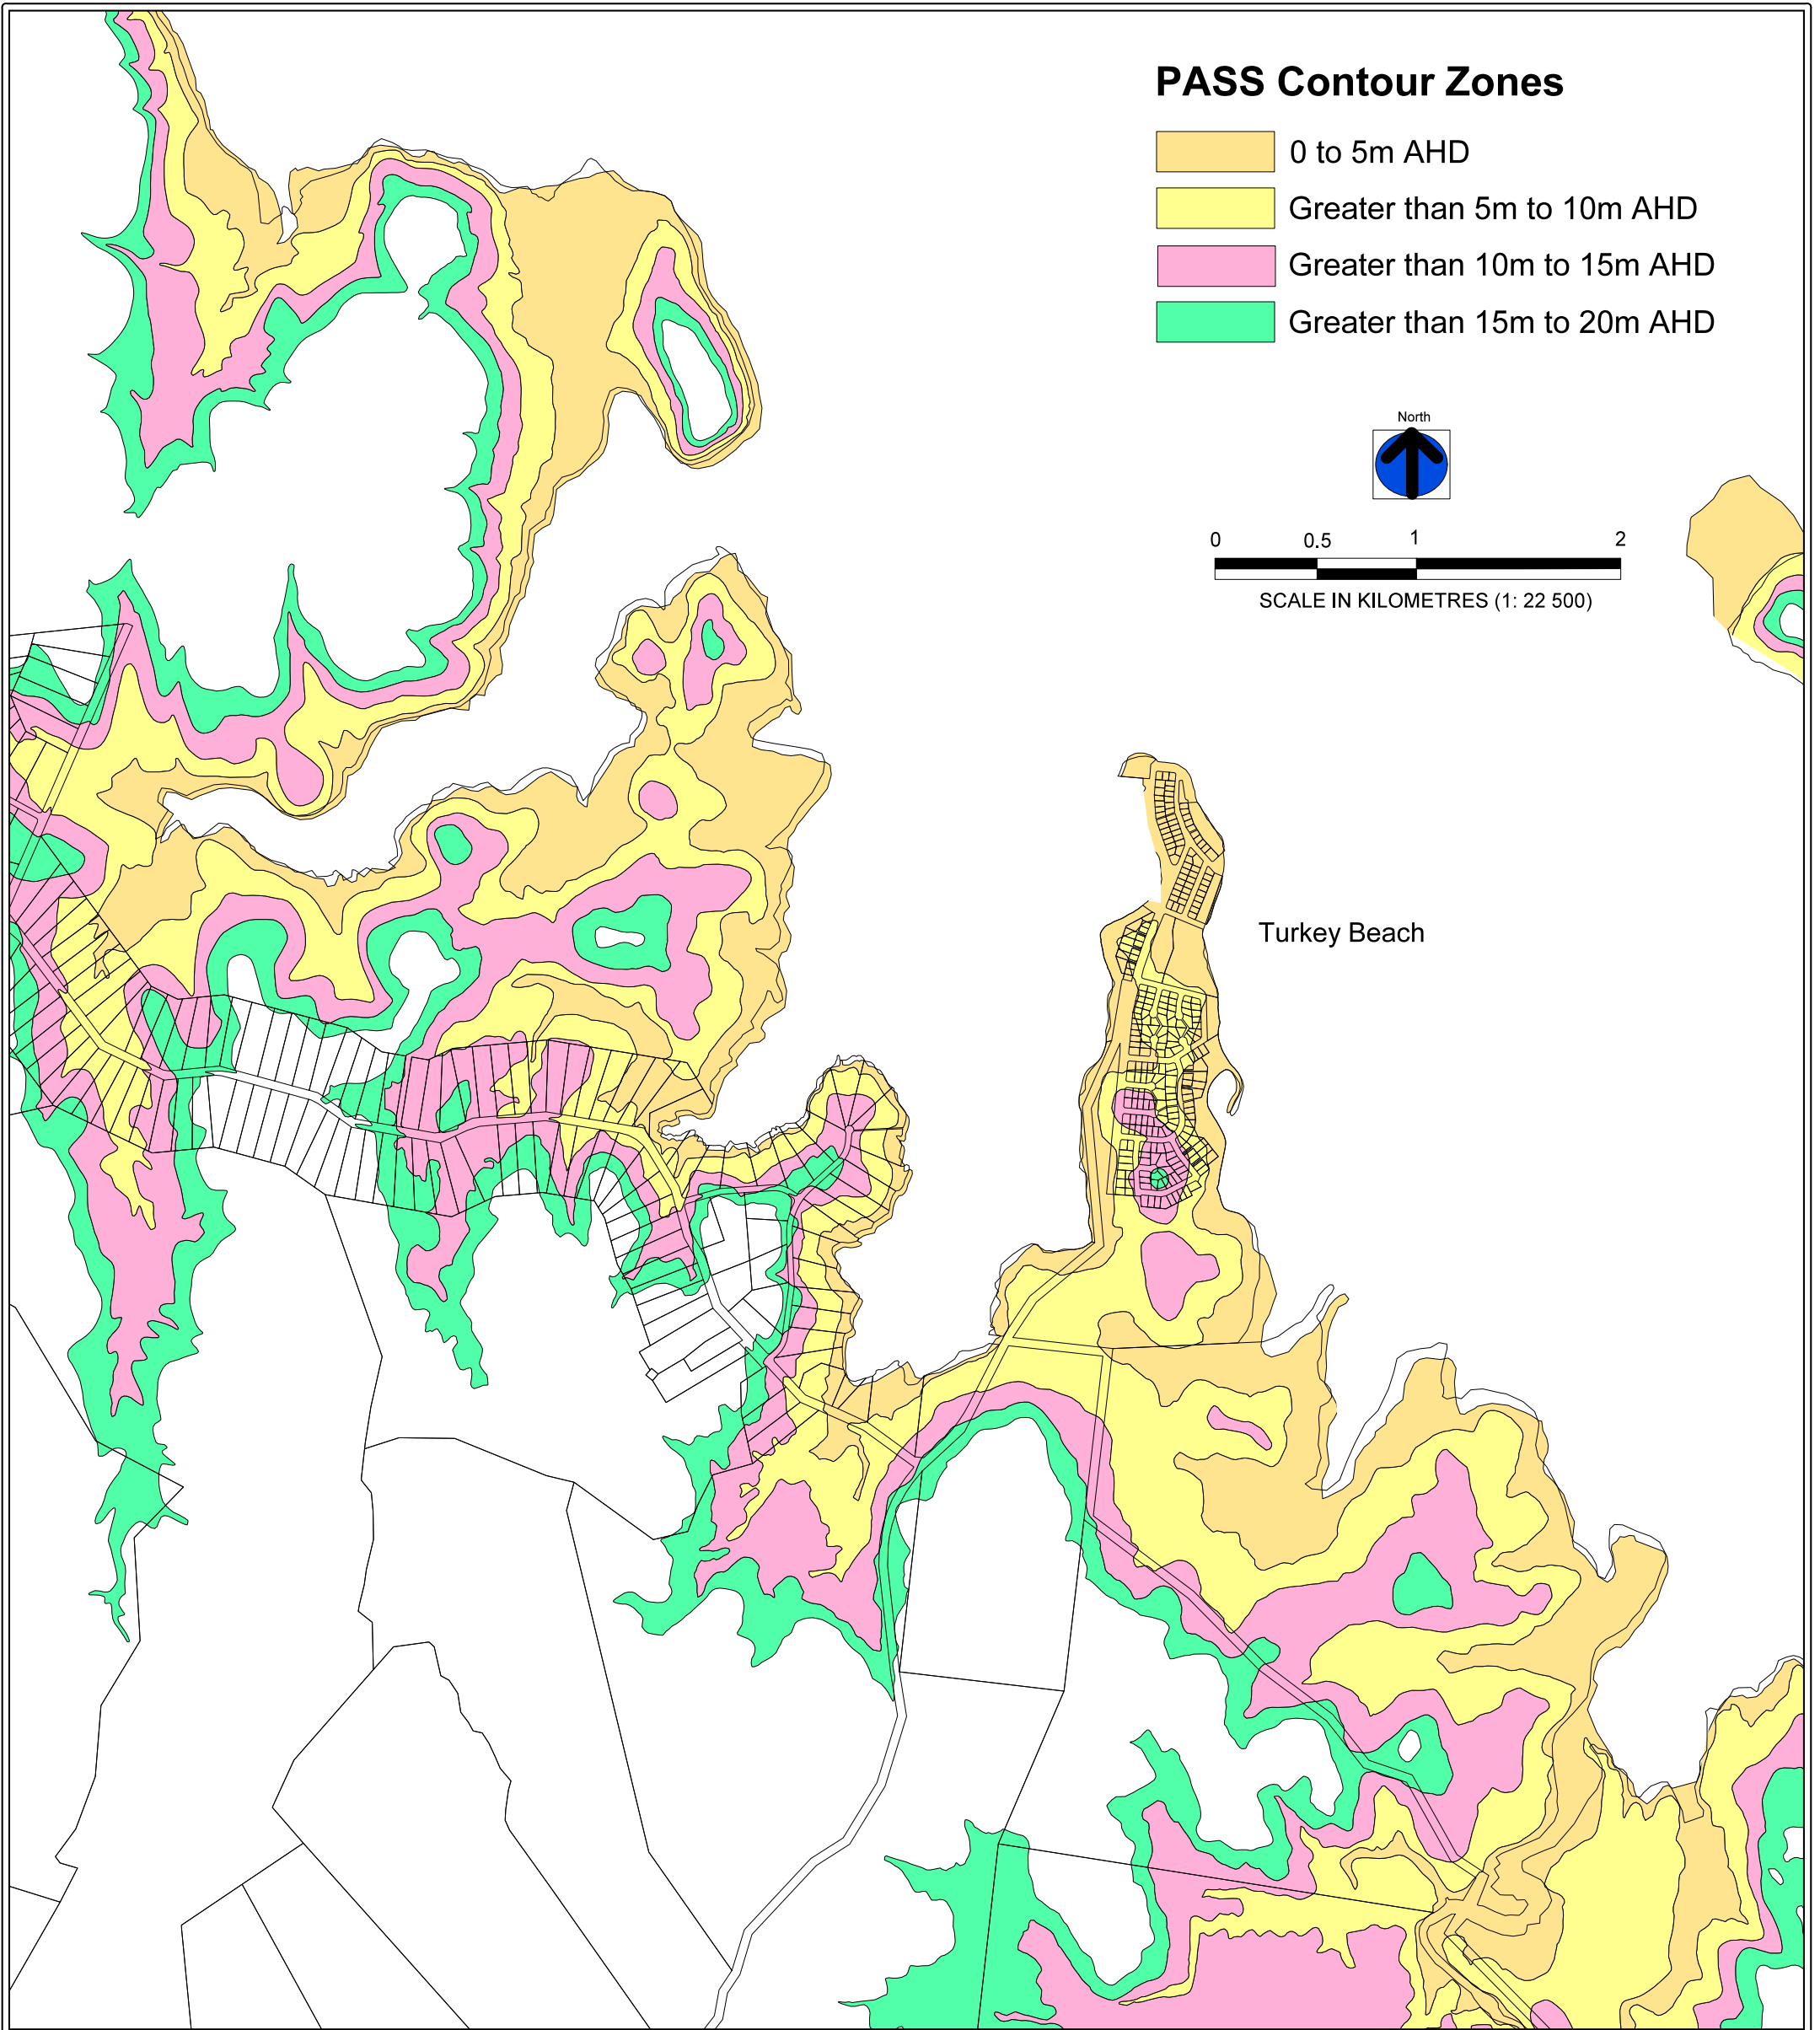 PASS Contour Zones
0 to 5m AHD
Greater than 5m to 10m AHD
Greater than 10m to 15m AHD
Greater than 15m to 20m AHD
North
0 0.5 1 2
SCALE IN KILOMETRES (1: 22 500)
Turkey Beach